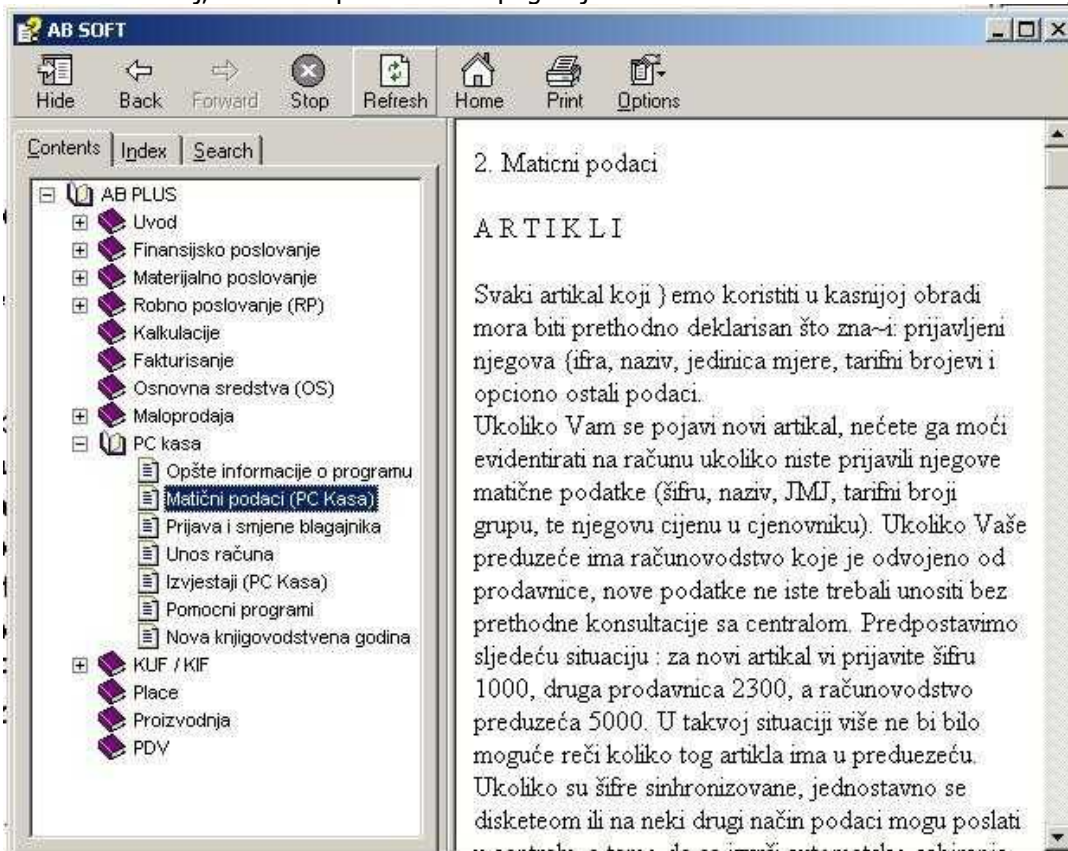 AB SOFT
Hide Back Forward Stop Refresh Home Print Options
Contents Index Search
AB PLUS
Uvod
Finansijsko poslovanje
Materijalno poslovanje
Robno poslovanje (RP)
Kalkulacije
Fakturisanje
Osnovna sredstva (OS)
Maloprodaja
PC kasa
Opšte informacije o programu
Matični podaci (PC Kasa)
Prijava i smjene blagajnika
Unos računa
Izvjestaji (PC Kasa)
Pomocni programi
Nova knjigovodstvena godina
KUF / KIF
Place
Proizvodnja
PDV
2. Maticni podaci
A R T I K L I
Svaki artikal koji }emo koristiti u kasnijoj obradi
mora biti prethodno deklarisan što zna~i: prijavljeni
njegova {ifra, naziv, jedinica mjere, tarifni brojevi i
opciono ostali podaci.
Ukoliko Vam se pojavi novi artikal, nećete ga moći
evidentirati na računu ukoliko niste prijavili njegove
matične podatke (šifru, naziv, JMJ, tarifni broji
grupu, te njegovu cijenu u cjenovniku). Ukoliko Vaše
preduzeće ima računovodstvo koje je odvojeno od
prodavnice, nove podatke ne iste trebali unositi bez
prethodne konsultacije sa centralom. Predpostavimo
sljedeću situaciju : za novi artikal vi prijavite šifru
1000, druga prodavnica 2300, a računovodstvo
preduzeća 5000. U takvoj situaciji više ne bi bilo
moguće reči koliko tog artikla ima u preduezeću.
Ukoliko su šifre sinhronizovane, jednostavno se
disketeom ili na neki drugi način podaci mogu poslati